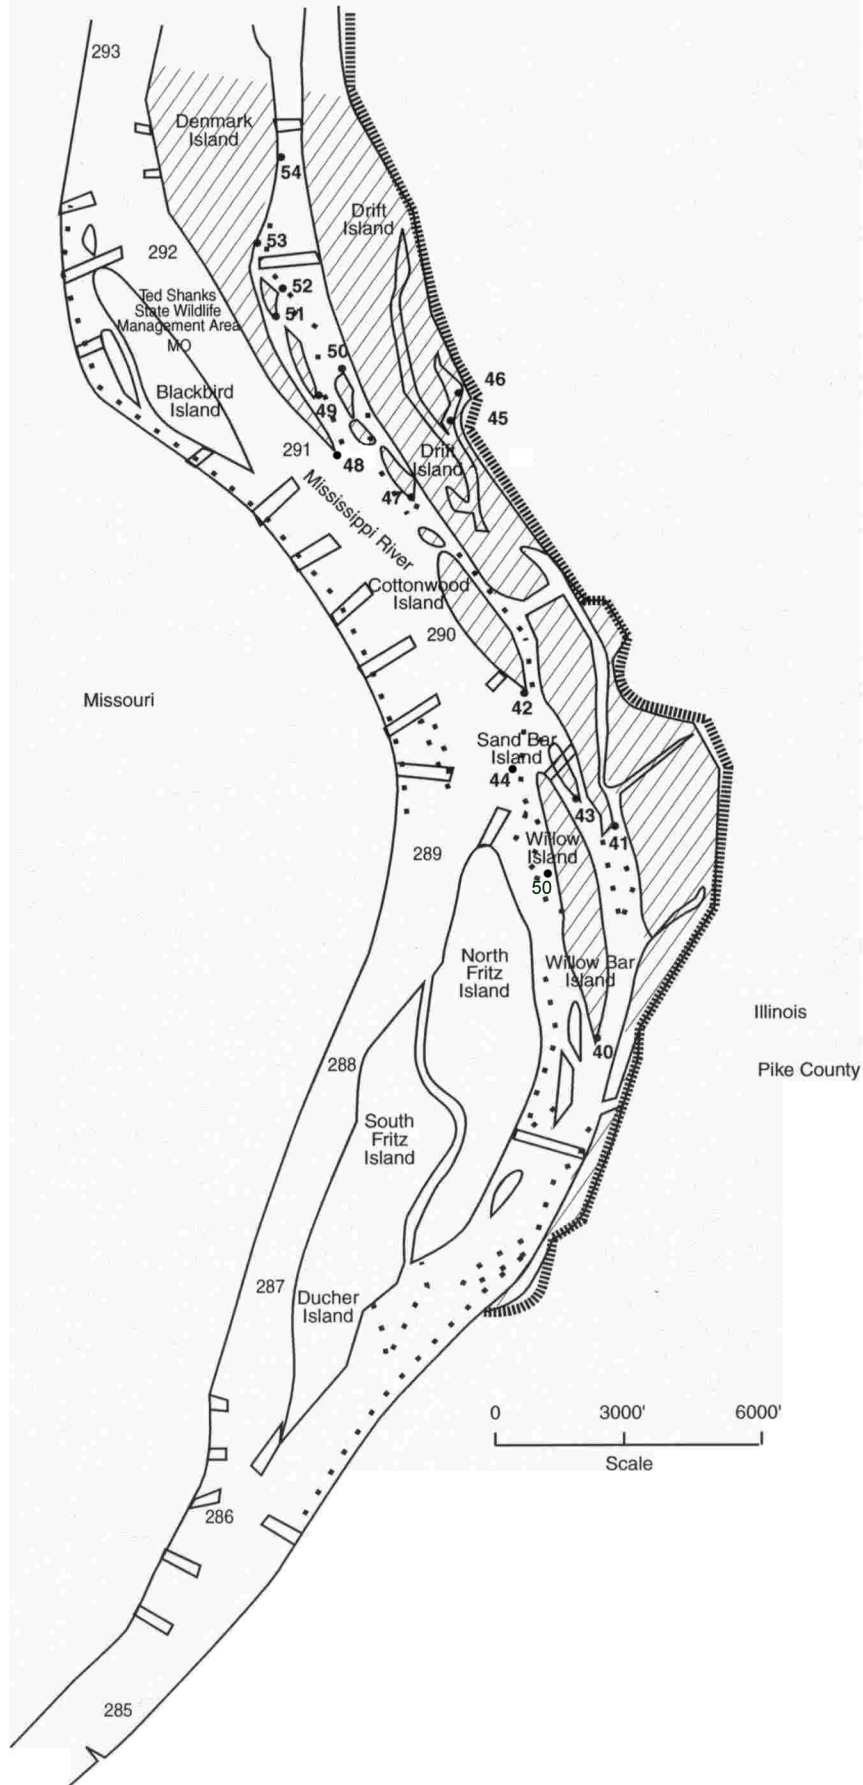 293
Denmark
Island
54
Drift
Island
53
292
52
Ted Shanks
State Wildlife
Management Area
MO
51
50
46
Blackbird
Island
49
45
291
48
Drift
Island
47
Mississippi River
Cottonwood
Island
290
Missouri
42
Sand Bar
Island
44
43
41
289
Willow
Island
50
North
Fritz
Island
Willow Bar
Island
Illinois
40
288
Pike County
South
Fritz
Island
287
Ducher
Island
0 3000' 6000'
Scale
286
285